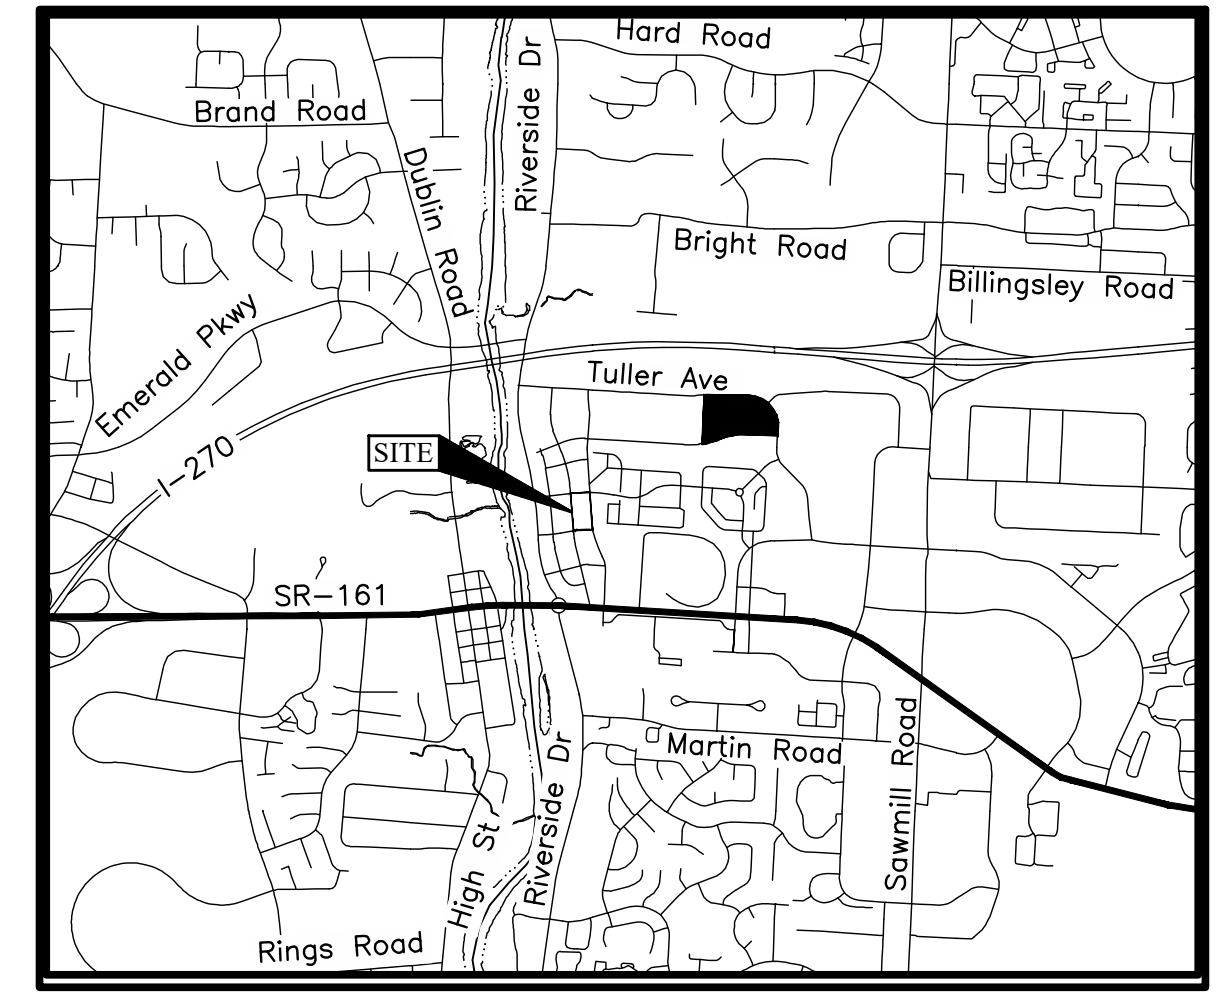 Hard Road
Riverside Dr
Brand Road
Dublin Road
Bright Road
Billingsley Road
Emerald Pkwy
Tuller Ave
I-270
SITE
SR-161
Martin Road
Sawmill Road
Riverside Dr
High St
Rings Road